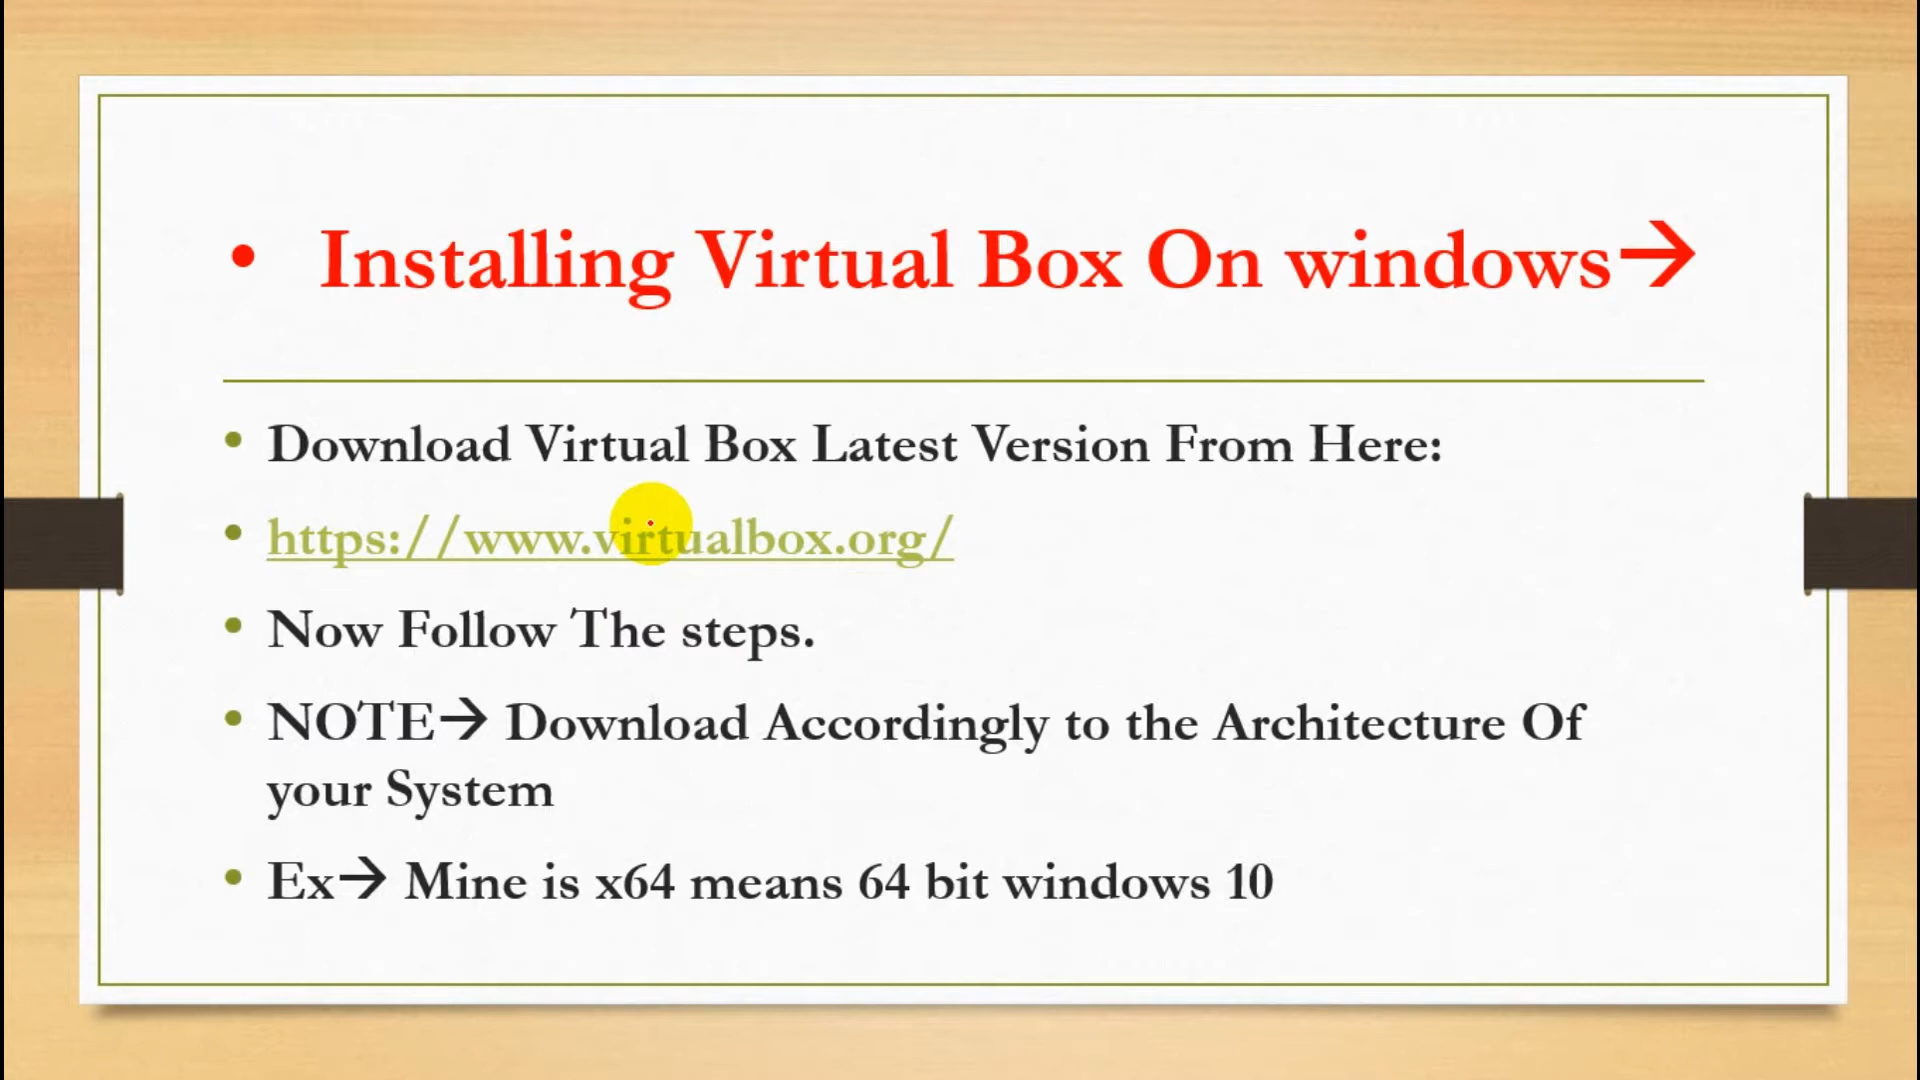 • Installing Virtual Box On windows→
• Download Virtual Box Latest Version From Here:
• https://www.virtualbox.org/
• Now Follow The steps.
• NOTE→ Download Accordingly to the Architecture Of
your System
• Ex→ Mine is x64 means 64 bit windows 10